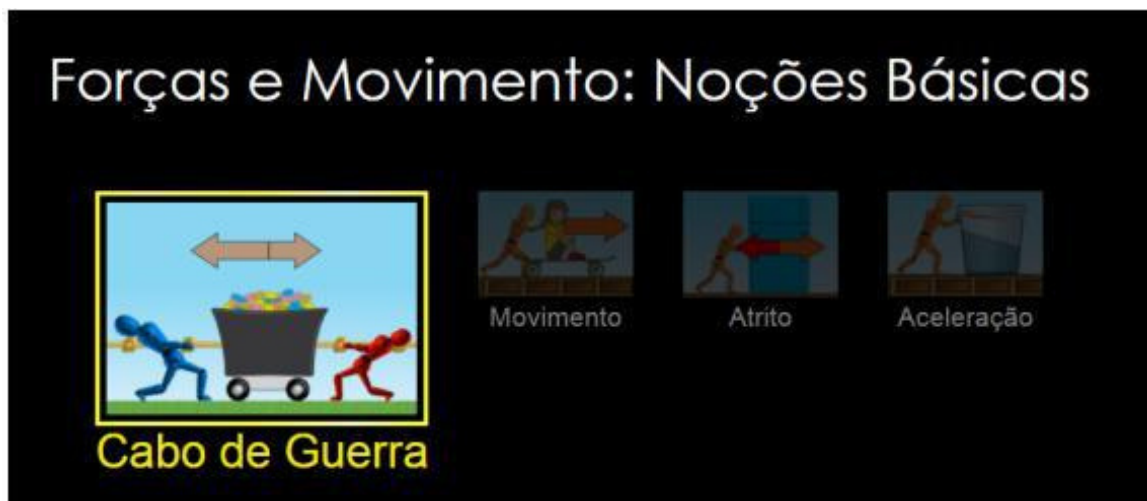 Forças e Movimento: Noções Básicas
Movimento
Atrito
Aceleração
Cabo de Guerra